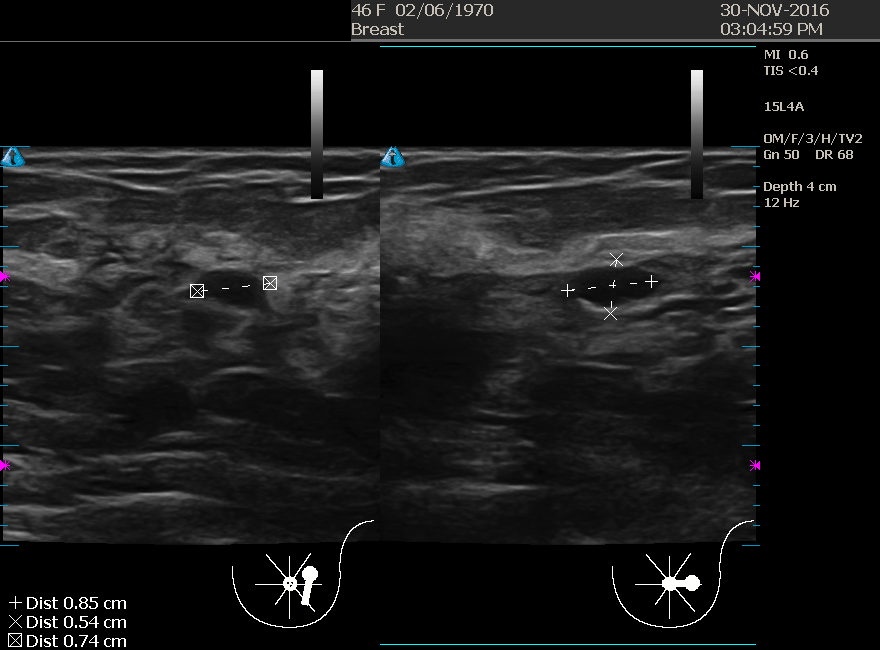 46 F 02/06/1970
30-NOV-2016
Breast
03:04:59 PM
MI 0.6
TIS <0.4
15L4A
OM/F/3/H/TV2
Gn 50 DR 68
Depth 4 cm
12 Hz
Dist 0.85 cm
Dist 0.54 cm
Dist 0.74 cm